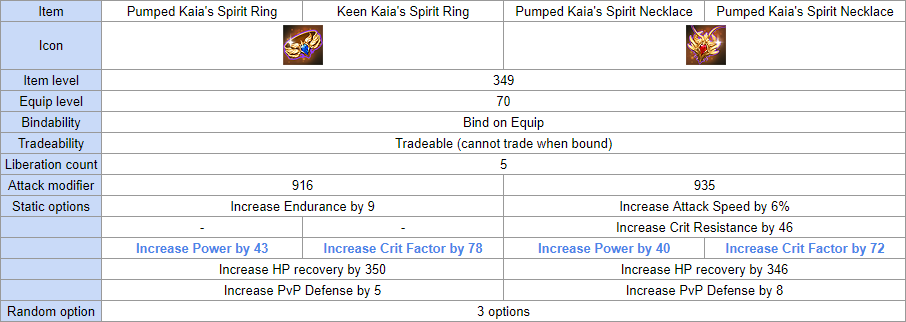 Item Pumped Kaia's Spirit Ring Keen Kaia's Spirit Ring Pumped Kaia's Spirit Necklace Pumped Kaia's Spirit Necklace
Icon
Item level 349
Equip level 70
Bindability Bind on Equip
Tradeability Tradeable (cannot trade when bound)
Liberation count 5
Attack modifier 916 935
Static options Increase Endurance by 9 Increase Attack Speed by 6%
- - Increase Crit Resistance by 46
Increase Power by 43 Increase Crit Factor by 78 Increase Power by 40 Increase Crit Factor by 72
Increase HP recovery by 350 Increase HP recovery by 346
Increase PvP Defense by 5 Increase PvP Defense by 8
Random option 3 options